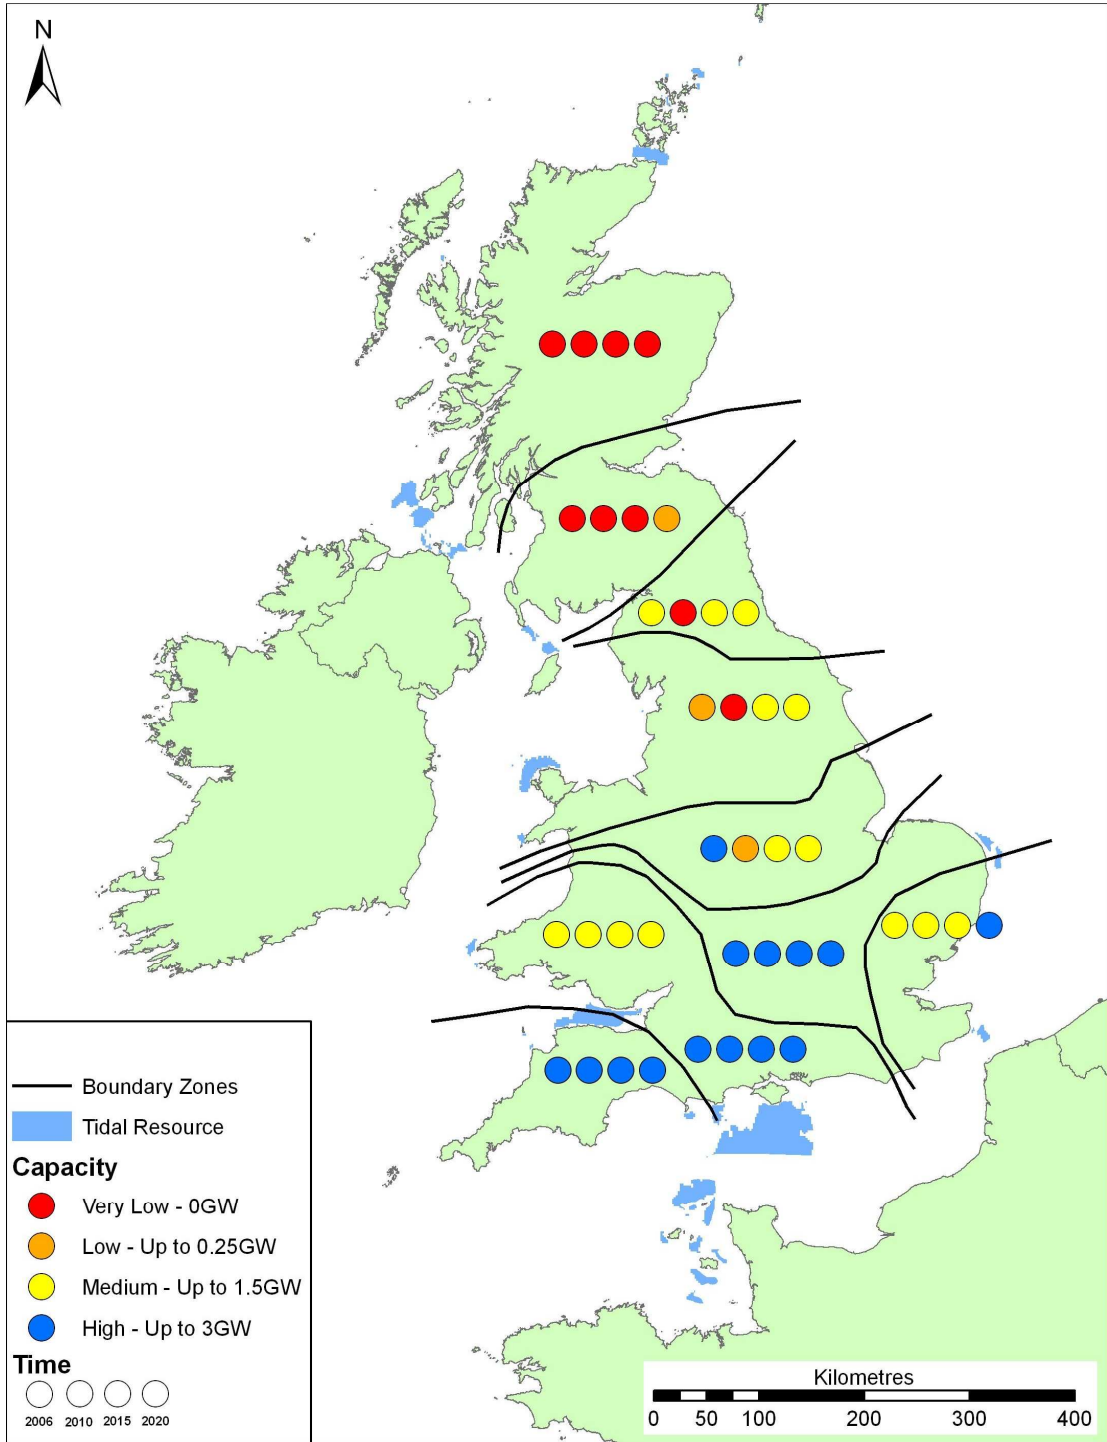 N
Boundary Zones
Tidal Resource
Capacity
Very Low - 0GW
Low - Up to 0.25GW
Medium - Up to 1.5GW
High - Up to 3GW
Time
2006 2010 2015 2020
Kilometres
0 50 100 200 300 400